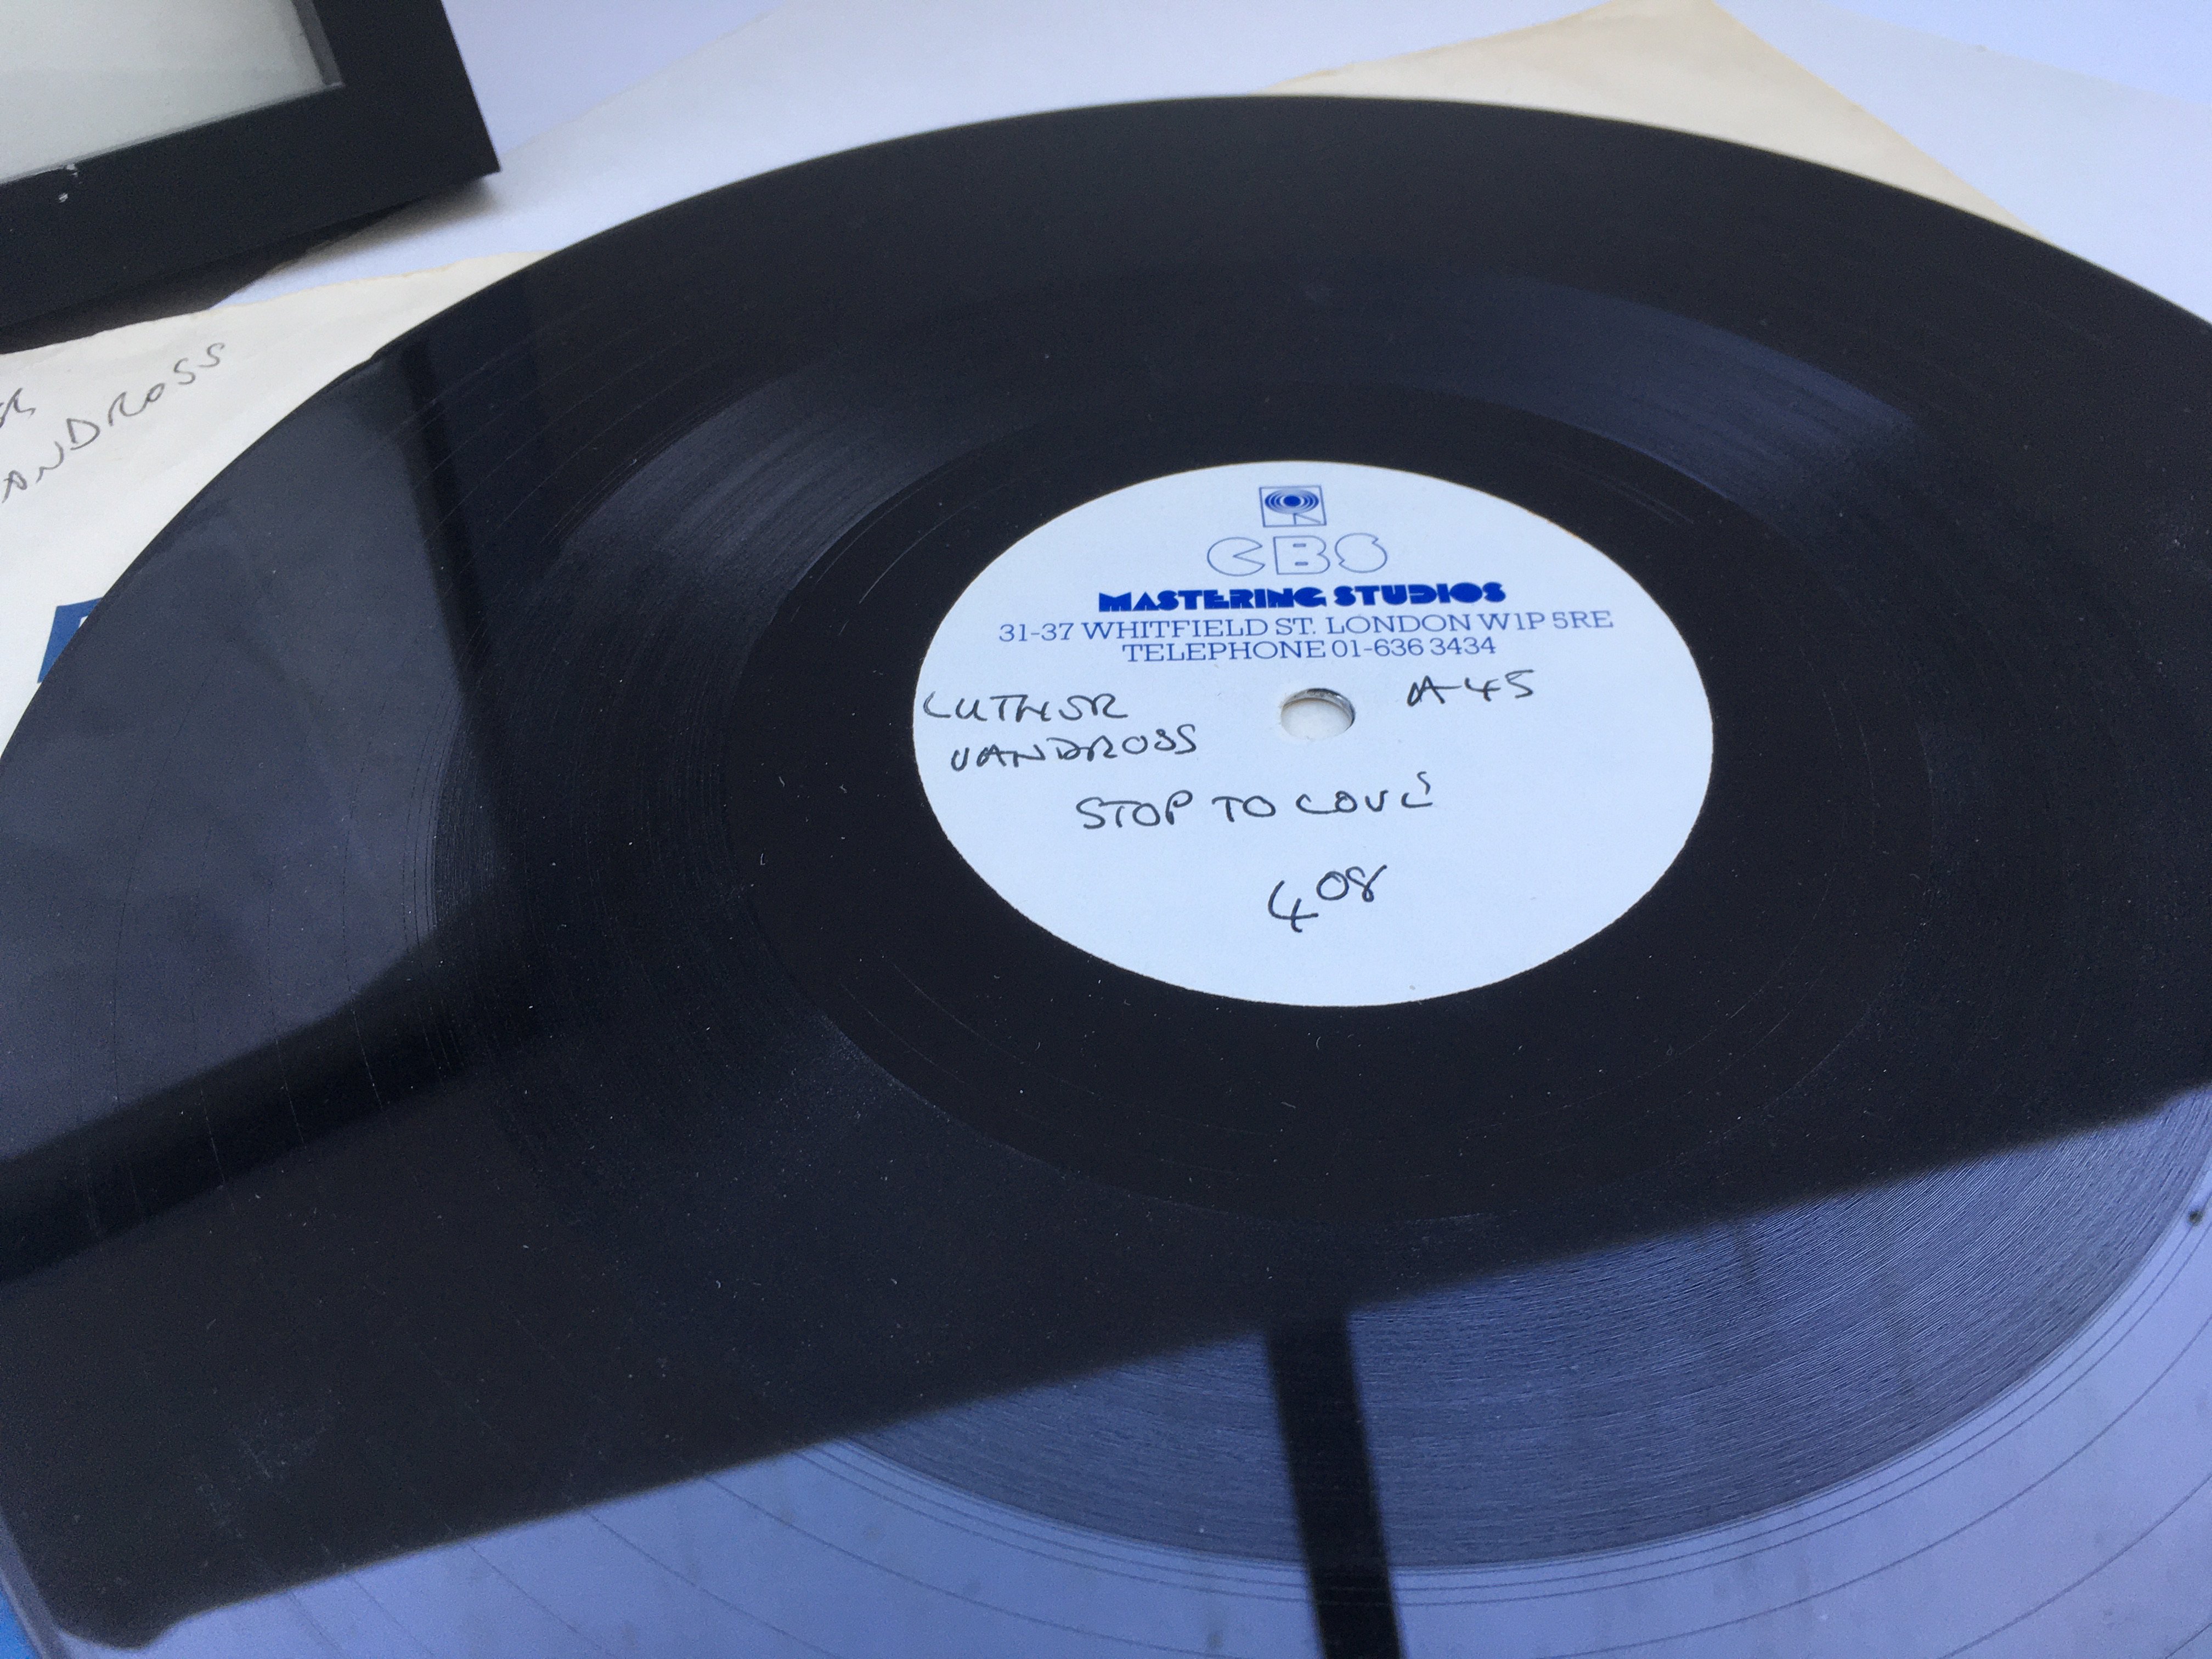 ANDROSS
CBS
MASTERING STUDIOS
31-37 WHITFIELD ST. LONDON W1P 5RE
TELEPHONE 01-636 3434
LUTHER A-45
VANDROSS
STOP TO LOVE
4 08